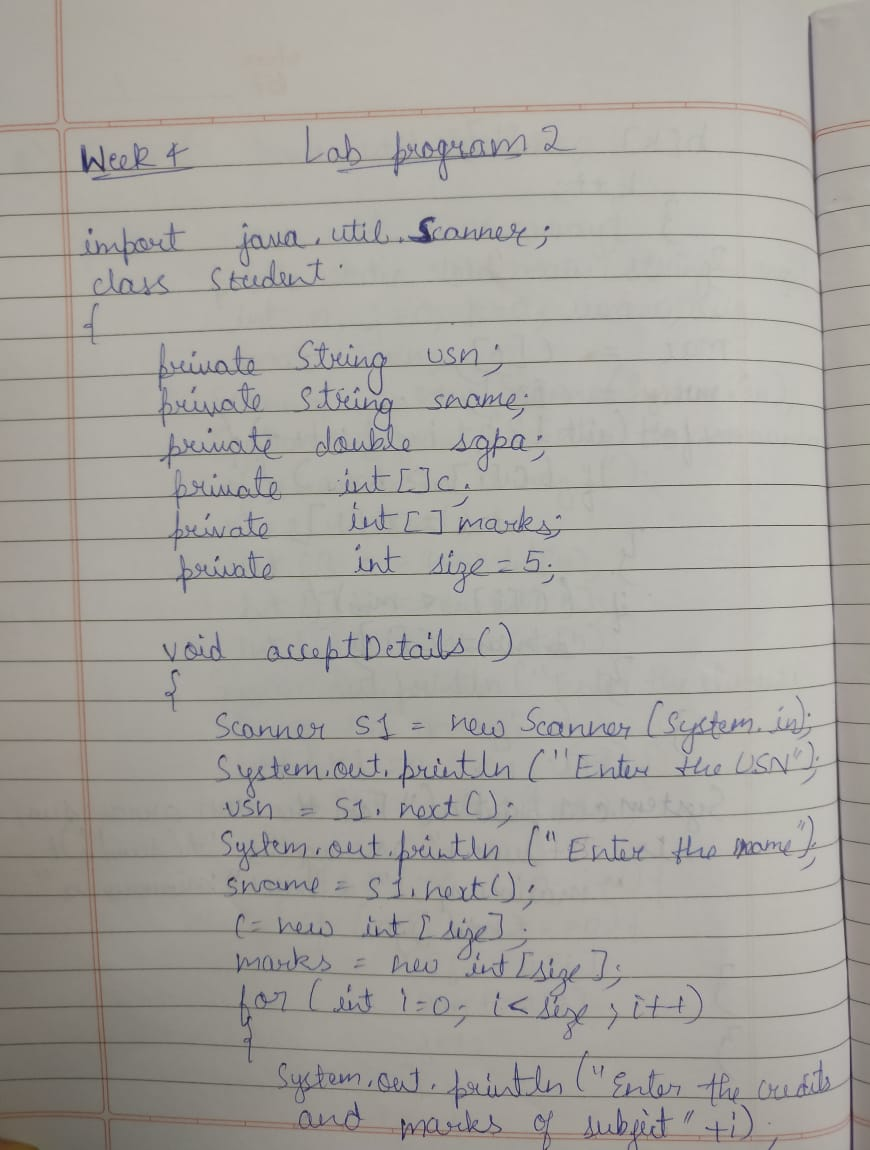 Week 4 Lab program 2
import java.util.Scanner;
class Student
{
private String usn;
private String sname;
private double sgpa;
private int []c;
private int [] marks;
private int size = 5;
void acceptDetails ()
{
Scanner S1 = new Scanner (System.in);
System.out.println ("Enter the USN");
usn = S1.next();
System.out.println ("Enter the name");
sname = S1.next();
c = new int [size];
marks = new int [size];
for (int i=0; i< size ; i++)
{
System.out.println ("Enter the credits
and marks of subject" +i);